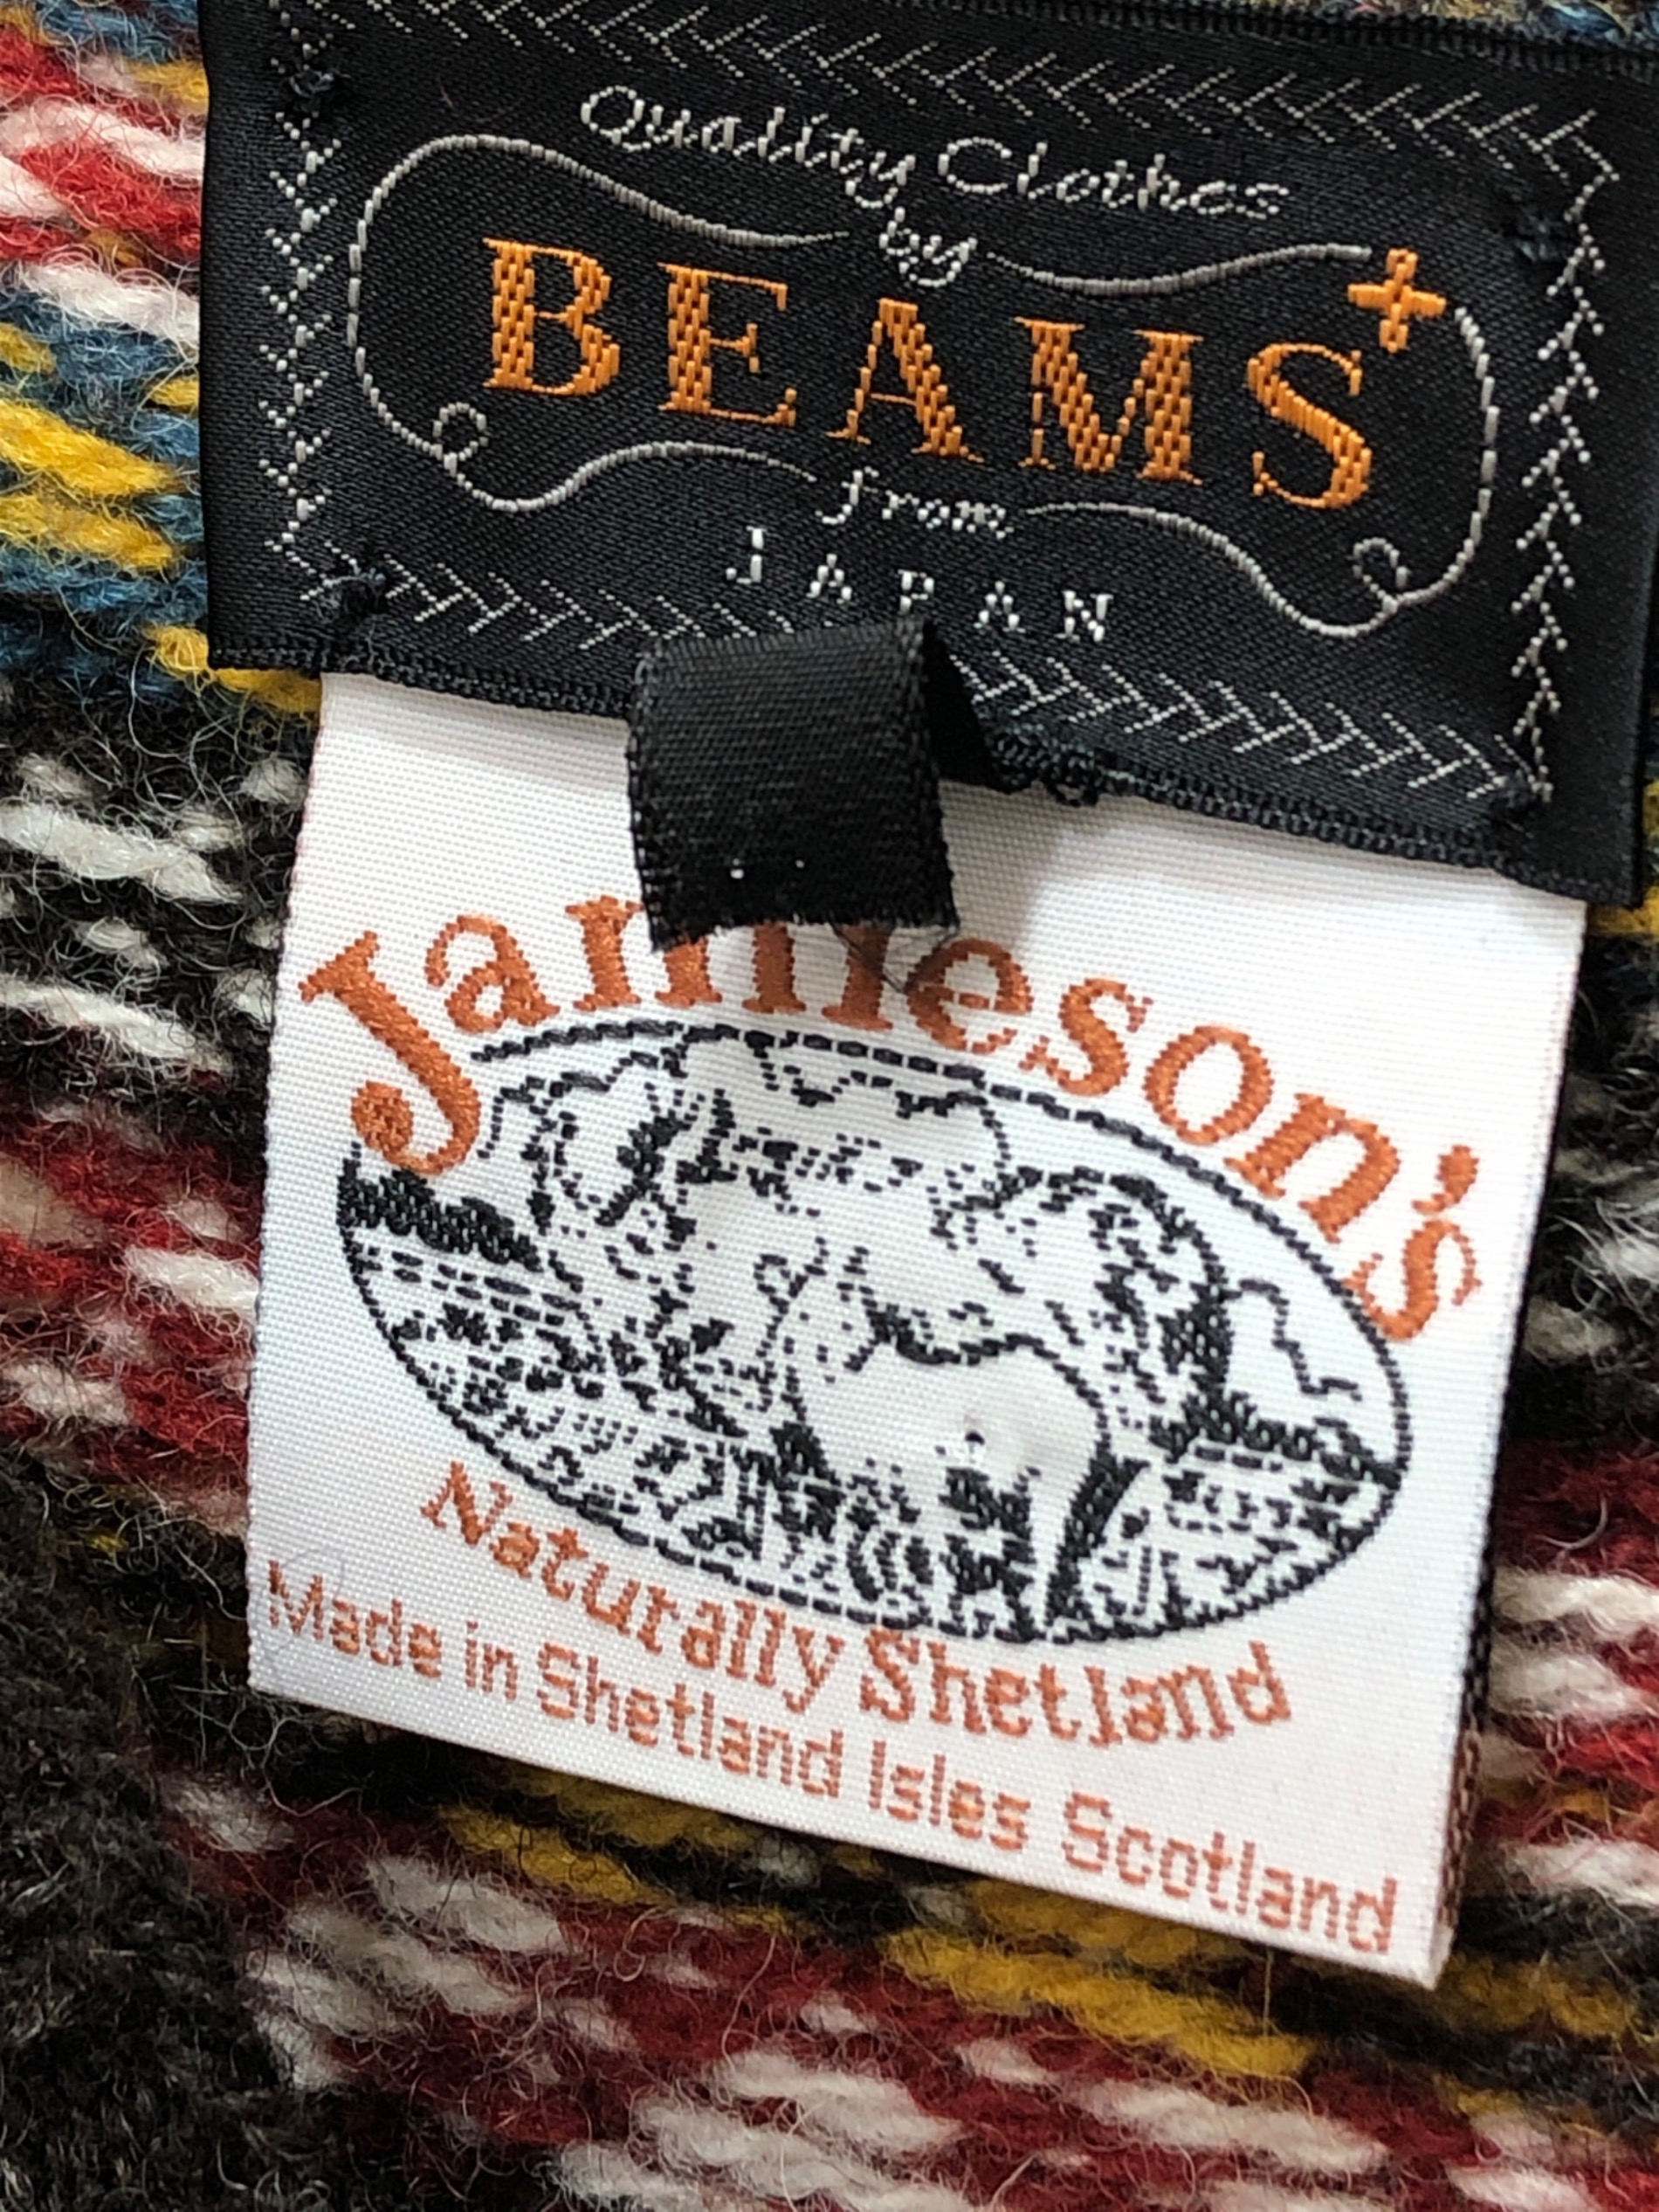 Quality Clothes
by
BEAMS+
from
JAPAN
Jamieson's
Naturally Shetland
Made in Shetland Isles Scotland